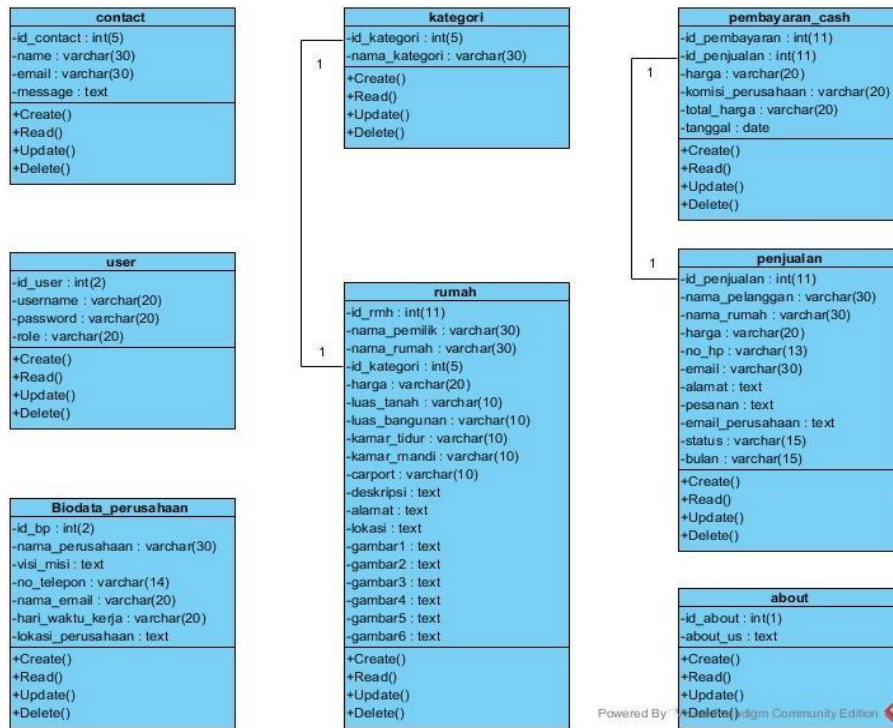 contact
-id_contact : int(5)
-name : varchar(30)
-email : varchar(30)
-message : text
+Create()
+Read()
+Update()
+Delete()
user
-id_user : int(2)
-username : varchar(20)
-password : varchar(20)
-role : varchar(20)
+Create()
+Read()
+Update()
+Delete()
Biodata_perusahaan
-id_bp : int(2)
-nama_perusahaan : varchar(30)
-visi_misi : text
-no_telepon : varchar(14)
-nama_email : varchar(20)
-hari_waktu_kerja : varchar(20)
-lokasi_perusahaan : text
+Create()
+Read()
+Update()
+Delete()
kategori
-id_kategori : int(5)
-nama_kategori : varchar(30)
+Create()
+Read()
+Update()
+Delete()
1
1
rumah
-id_rmh : int(11)
-nama_pemilik : varchar(30)
-nama_rumah : varchar(30)
-id_kategori : int(5)
-harga : varchar(20)
-luas_tanah : varchar(10)
-luas_bangunan : varchar(10)
-kamar_tidur : varchar(10)
-kamar_mandi : varchar(10)
-carport : varchar(10)
-deskripsi : text
-alamat : text
-lokasi : text
-gambar1 : text
-gambar2 : text
-gambar3 : text
-gambar4 : text
-gambar5 : text
-gambar6 : text
+Create()
+Read()
+Update()
+Delete()
pembayaran_cash
-id_pembayaran : int(11)
-id_penjualan : int(11)
-harga : varchar(20)
-komisi_perusahaan : varchar(20)
-total_harga : varchar(20)
-tanggal : date
+Create()
+Read()
+Update()
+Delete()
1
1
penjualan
-id_penjualan : int(11)
-nama_pelanggan : varchar(30)
-nama_rumah : varchar(30)
-harga : varchar(20)
-no_hp : varchar(13)
-email : varchar(30)
-alamat : text
-pesanan : text
-email_perusahaan : text
-status : varchar(15)
-bulan : varchar(15)
+Create()
+Read()
+Update()
+Delete()
about
-id_about : int(1)
-about_us : text
+Create()
+Read()
+Update()
+Delete()
Powered By Community Edition